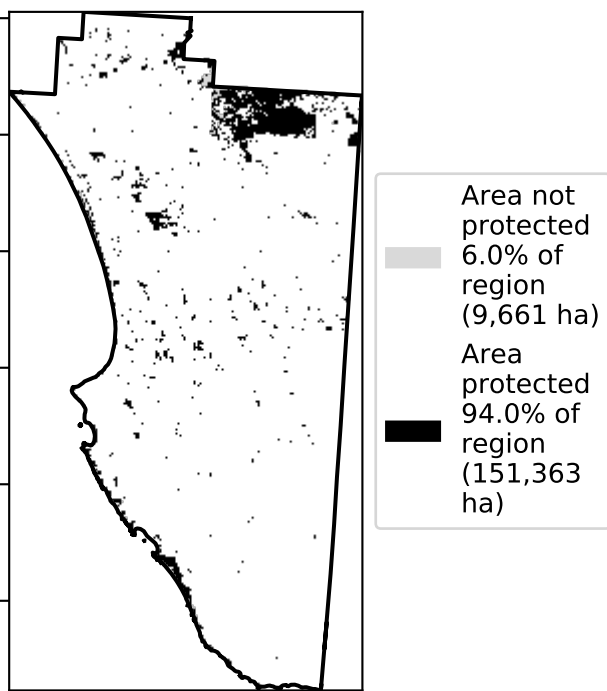 Area not
protected
6.0% of
region
(9,661 ha)
Area
protected
94.0% of
region
(151,363
ha)